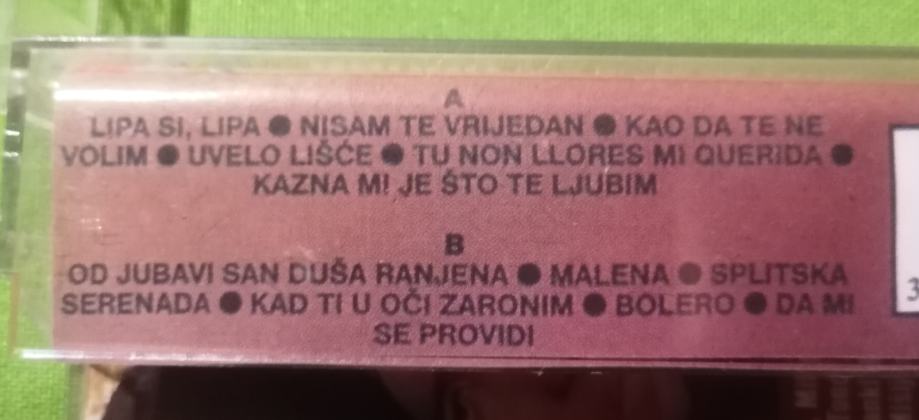 A
LIPA SI, LIPA ● NISAM TE VRIJEDAN ● KAO DA TE NE
VOLIM ● UVELO LIŠĆE ● TU NON LLORES MI QUERIDA ●
KAZNA MI JE ŠTO TE LJUBIM
B
OD JUBAVI SAN DUŠA RANJENA ● MALENA ● SPLITSKA
SERENADA ● KAD TI U OČI ZARONIM ● BOLERO ● DA MI
SE PROVIDI
3